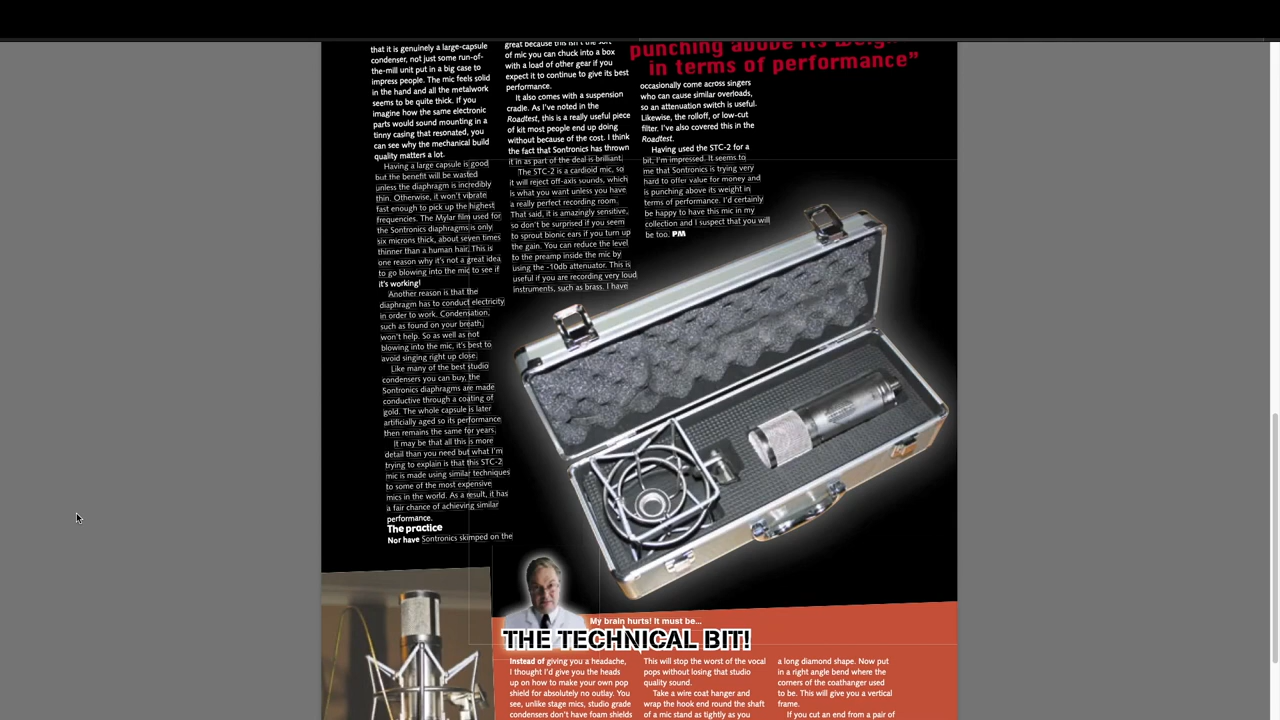 that it is genuinely a large-capsule
condenser, not just some run-of-
the-mill unit put in a big case to
impress people. The mic feels solid
in the hand and all the metalwork
seems to be quite thick. If you
imagine how the same electronic
parts would sound mounting in a
tinny casing that resonated, you
can see why the mechanical build
quality matters a lot.
Having a large capsule is good
but the benefit will be wasted
unless the diaphragm is incredibly
thin. Otherwise, it won't vibrate
fast enough to pick up the highest
frequencies. The Mylar film used for
the Sontronics diaphragms is only
six microns thick, about seven times
thinner than a human hair. This is
one reason why it's not a great idea
to go blowing into the mic to see if
it's working!
Another reason is that the
diaphragm has to conduct electricity
in order to work. Condensation,
such as found on your breath,
won't help. So as well as not
blowing into the mic, it's best to
avoid singing right up close.
Like many of the best studio
condensers you can buy, the
Sontronics diaphragms are made
conductive through a coating of
gold. The whole capsule is later
artificially aged so its performance
then remains the same for years.
It may be that all this is more
detail than you need but what I'm
trying to explain is that this STC-2
mic is made using similar techniques
to some of the most expensive
mics in the world. As a result, it has
a fair chance of achieving similar
performance.
The practice
Nor have Sontronics skimped on the
great because this isn't the sort
of mic you can chuck into a box
with a load of other gear if you
expect it to continue to give its best
performance.
It also comes with a suspension
cradle. As I've noted in the
Roadtest, this is a really useful piece
of kit most people end up doing
without because of the cost. I think
the fact that Sontronics has thrown
it in as part of the deal is brilliant.
The STC-2 is a cardioid mic, so
it will reject off-axis sounds, which
is what you want unless you have
a really perfect recording room.
That said, it is amazingly sensitive,
so don't be surprised if you seem
to sprout bionic ears if you turn up
the gain. You can reduce the level
to the preamp inside the mic by
using the -10db attenuator. This is
useful if you are recording very loud
instruments, such as brass. I have
punching above its weight
in terms of performance"
occasionally come across singers
who can cause similar overloads,
so an attenuation switch is useful.
Likewise, the rolloff, or low-cut
filter. I've also covered this in the
Roadtest.
Having used the STC-2 for a
bit, I'm impressed. It seems to
me that Sontronics is trying very
hard to offer value for money and
is punching above its weight in
terms of performance. I'd certainly
be happy to have this mic in my
collection and I suspect that you will
be too. PM
My brain hurts! It must be...
THE TECHNICAL BIT!
Instead of giving you a headache,
I thought I'd give you the heads
up on how to make your own pop
shield for absolutely no outlay. You
see, unlike stage mics, studio grade
condensers don't have foam shields
This will stop the worst of the vocal
pops without losing that studio
quality sound.
Take a wire coat hanger and
wrap the hook end round the shaft
of a mic stand as tightly as you
a long diamond shape. Now put
in a right angle bend where the
corners of the coathanger used
to be. This will give you a vertical
frame.
If you cut an end from a pair of